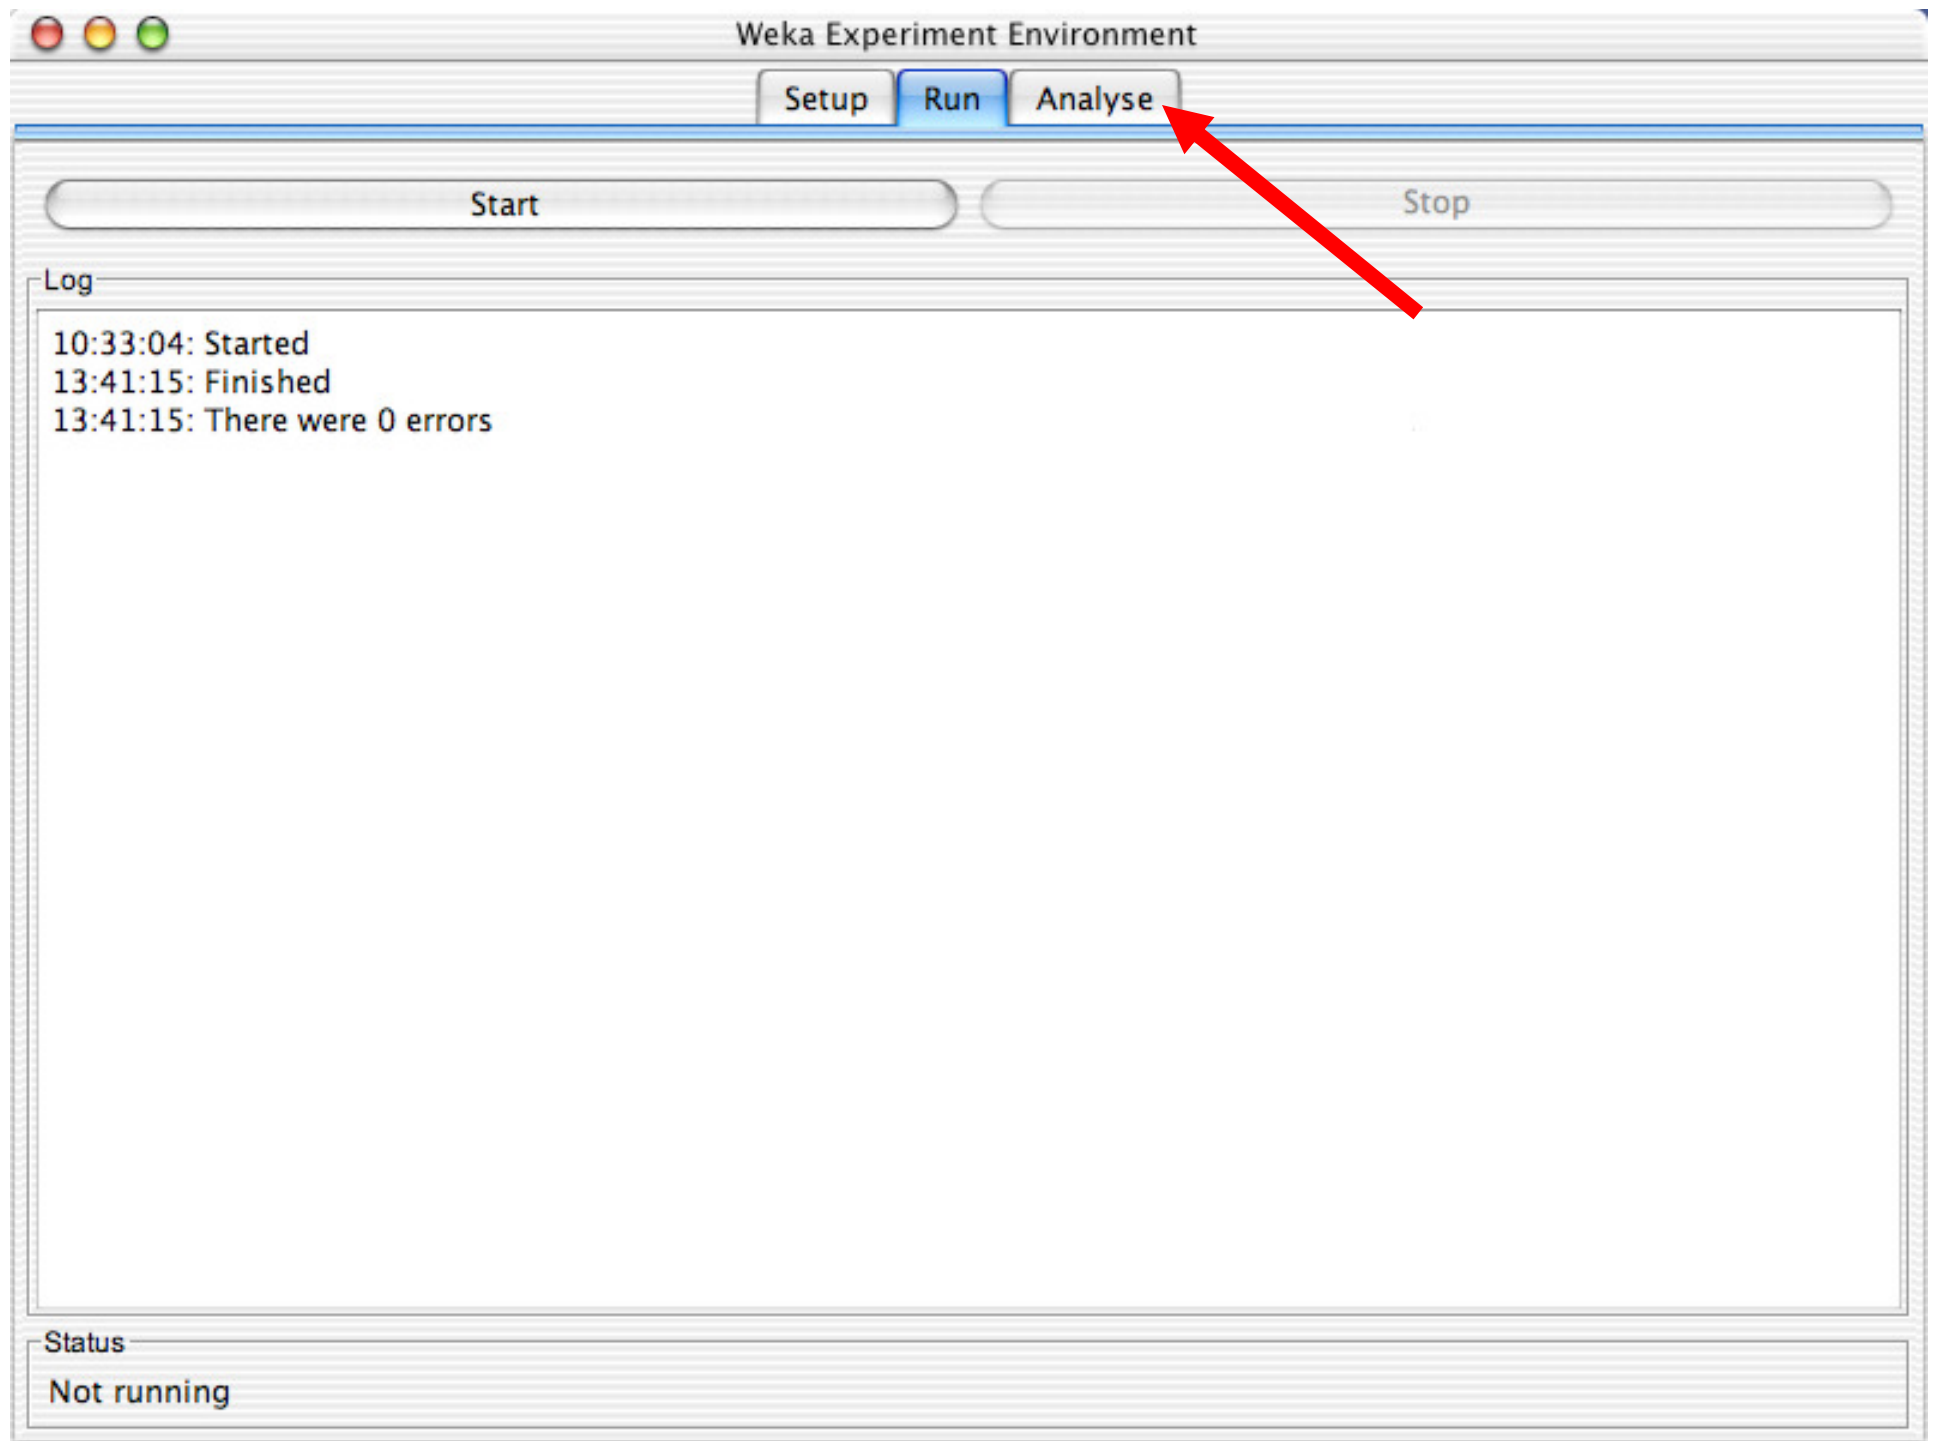 Weka Experiment Environment
Setup Run Analyse
Start Stop
Log
10:33:04: Started
13:41:15: Finished
13:41:15: There were 0 errors
Status
Not running